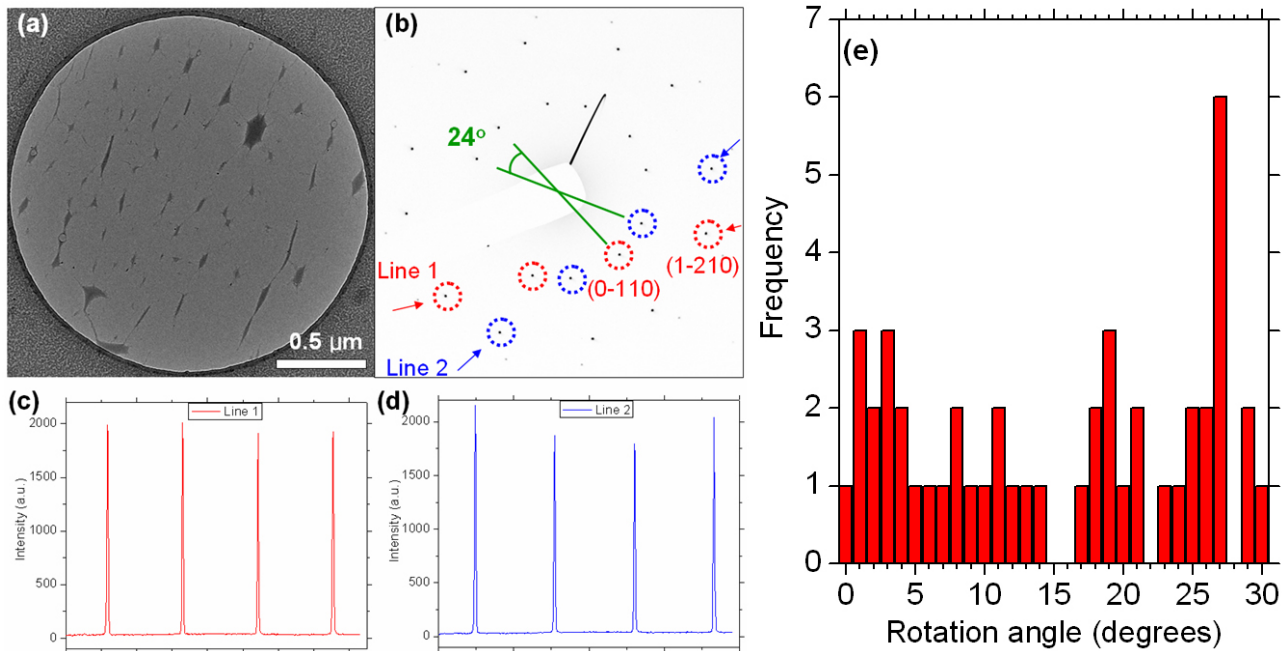 (a)
0.5 µm
(b)
24°
Line 1
(0-110)
(1-210)
Line 2
(c)
Line 1
2000
1500
1000
500
0
Intensity (a.u.)
(d)
Line 2
2000
1500
1000
500
0
Intensity (a.u.)
(e)
7
6
5
4
3
2
1
0
Frequency
0 5 10 15 20 25 30
Rotation angle (degrees)